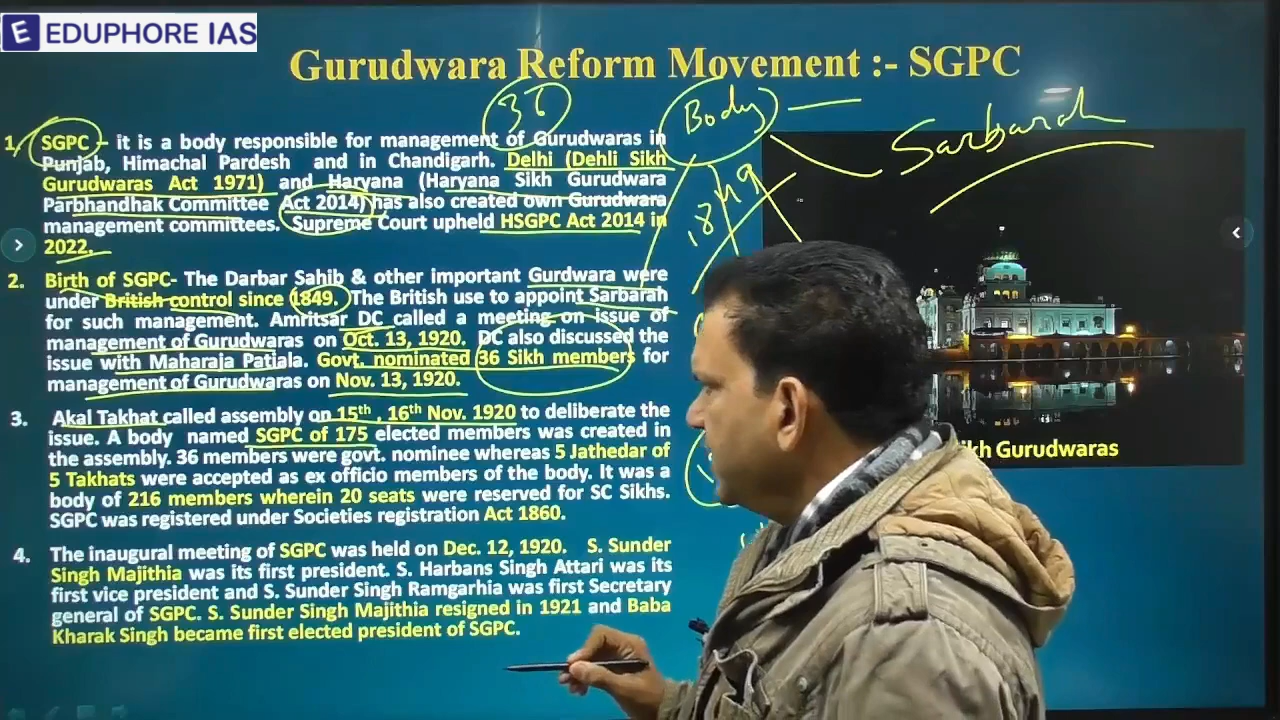 E EDUPHORE IAS
Gurudwara Reform Movement :- SGPC
36
Body
Sarbarah
1849
1. SGPC - it is a body responsible for management of Gurudwaras in
Punjab, Himachal Pardesh and in Chandigarh. Delhi (Dehli Sikh
Gurudwaras Act 1971) and Haryana (Haryana Sikh Gurudwara
Parbhandhak Committee Act 2014) has also created own Gurudwara
management committees. Supreme Court upheld HSGPC Act 2014 in
2022.
2. Birth of SGPC- The Darbar Sahib & other important Gurdwara were
under British control since 1849. The British use to appoint Sarbarah
for such management. Amritsar DC called a meeting on issue of
management of Gurudwaras on Oct. 13, 1920. DC also discussed the
issue with Maharaja Patiala. Govt. nominated 36 Sikh members for
management of Gurudwaras on Nov. 13, 1920.
3. Akal Takhat called assembly on 15th , 16th Nov. 1920 to deliberate the
issue. A body named SGPC of 175 elected members was created in
the assembly. 36 members were govt. nominee whereas 5 Jathedar of
5 Takhats were accepted as ex officio members of the body. It was a
body of 216 members wherein 20 seats were reserved for SC Sikhs.
SGPC was registered under Societies registration Act 1860.
4. The inaugural meeting of SGPC was held on Dec. 12, 1920. S. Sunder
Singh Majithia was its first president. S. Harbans Singh Attari was its
first vice president and S. Sunder Singh Ramgarhia was first Secretary
general of SGPC. S. Sunder Singh Majithia resigned in 1921 and Baba
Kharak Singh became first elected president of SGPC.
Gurudwaras